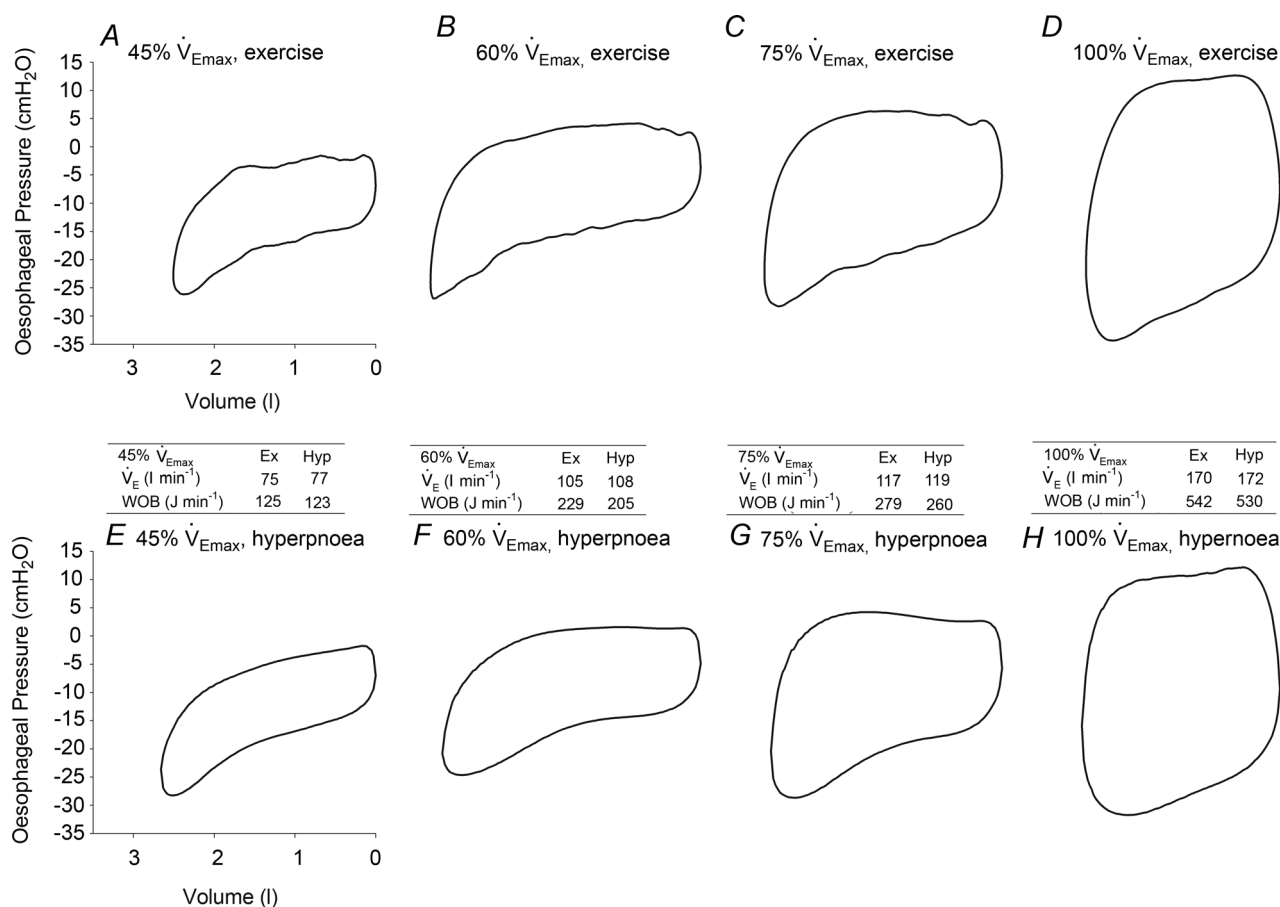 A 45% V̇Emax, exercise
B 60% V̇Emax, exercise
C 75% V̇Emax, exercise
D 100% V̇Emax, exercise
Oesophageal Pressure (cmH2O)
15
10
5
0
-5
-10
-15
-20
-25
-30
-35
3 2 1 0
Volume (l)
45% V̇Emax Ex Hyp
V̇E (l min-1) 75 77
WOB (J min-1) 125 123
60% V̇Emax Ex Hyp
V̇E (l min-1) 105 108
WOB (J min-1) 229 205
75% V̇Emax Ex Hyp
V̇E (l min-1) 117 119
WOB (J min-1) 279 260
100% V̇Emax Ex Hyp
V̇E (l min-1) 170 172
WOB (J min-1) 542 530
E 45% V̇Emax, hyperpnoea
F 60% V̇Emax, hyperpnoea
G 75% V̇Emax, hyperpnoea
H 100% V̇Emax, hypernoea
Oesophageal Pressure (cmH2O)
15
10
5
0
-5
-10
-15
-20
-25
-30
-35
3 2 1 0
Volume (l)